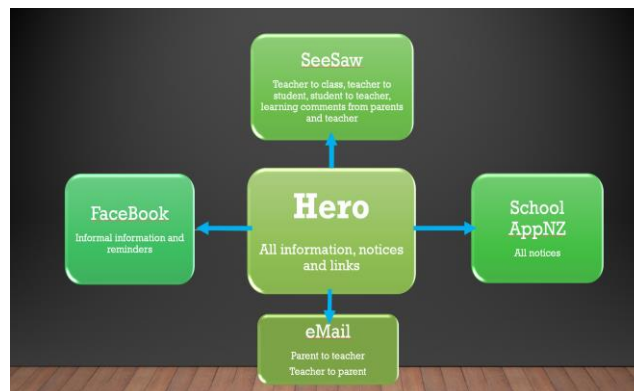 SeeSaw
Teacher to class, teacher to
student, student to teacher,
learning comments from parents
and teacher
FaceBook
Informal information and
reminders
Hero
All information, notices
and links
School
AppNZ
All notices
eMail
Parent to teacher
Teacher to parent